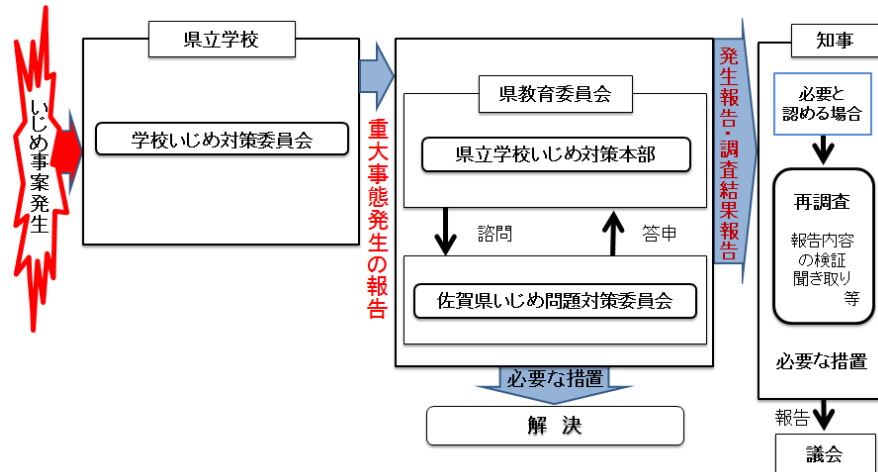 いじめ事案発生
県立学校
学校いじめ対策委員会
重大事態発生の報告
県教育委員会
県立学校いじめ対策本部
諮問
答申
佐賀県いじめ問題対策委員会
必要な措置
解 決
発生報告・調査結果報告
知事
必要と
認める場合
再調査
報告内容
の検証
聞き取り
等
必要な措置
報告
議会